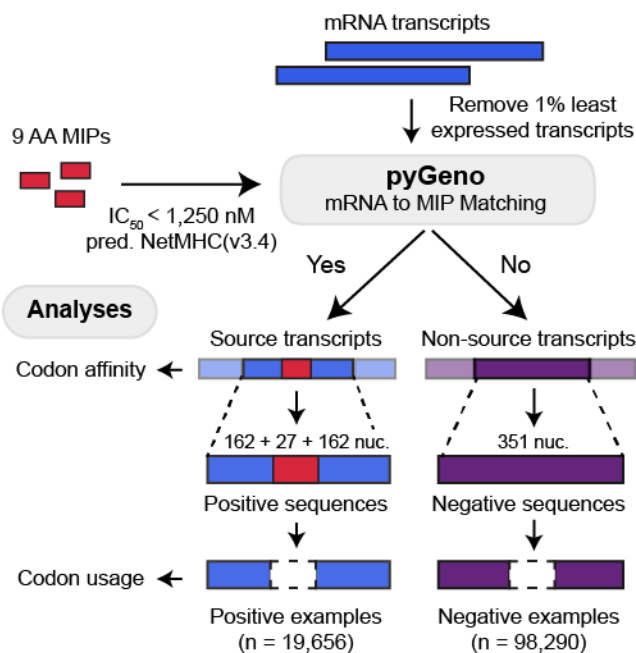 mRNA transcripts
Remove 1% least
expressed transcripts
9 AA MIPs
pyGeno
mRNA to MIP Matching
IC50 < 1,250 nM
pred. NetMHC(v3.4)
Yes
No
Analyses
Source transcripts
Non-source transcripts
Codon affinity
162 + 27 + 162 nuc.
351 nuc.
Positive sequences
Negative sequences
Codon usage
Positive examples
(n = 19,656)
Negative examples
(n = 98,290)